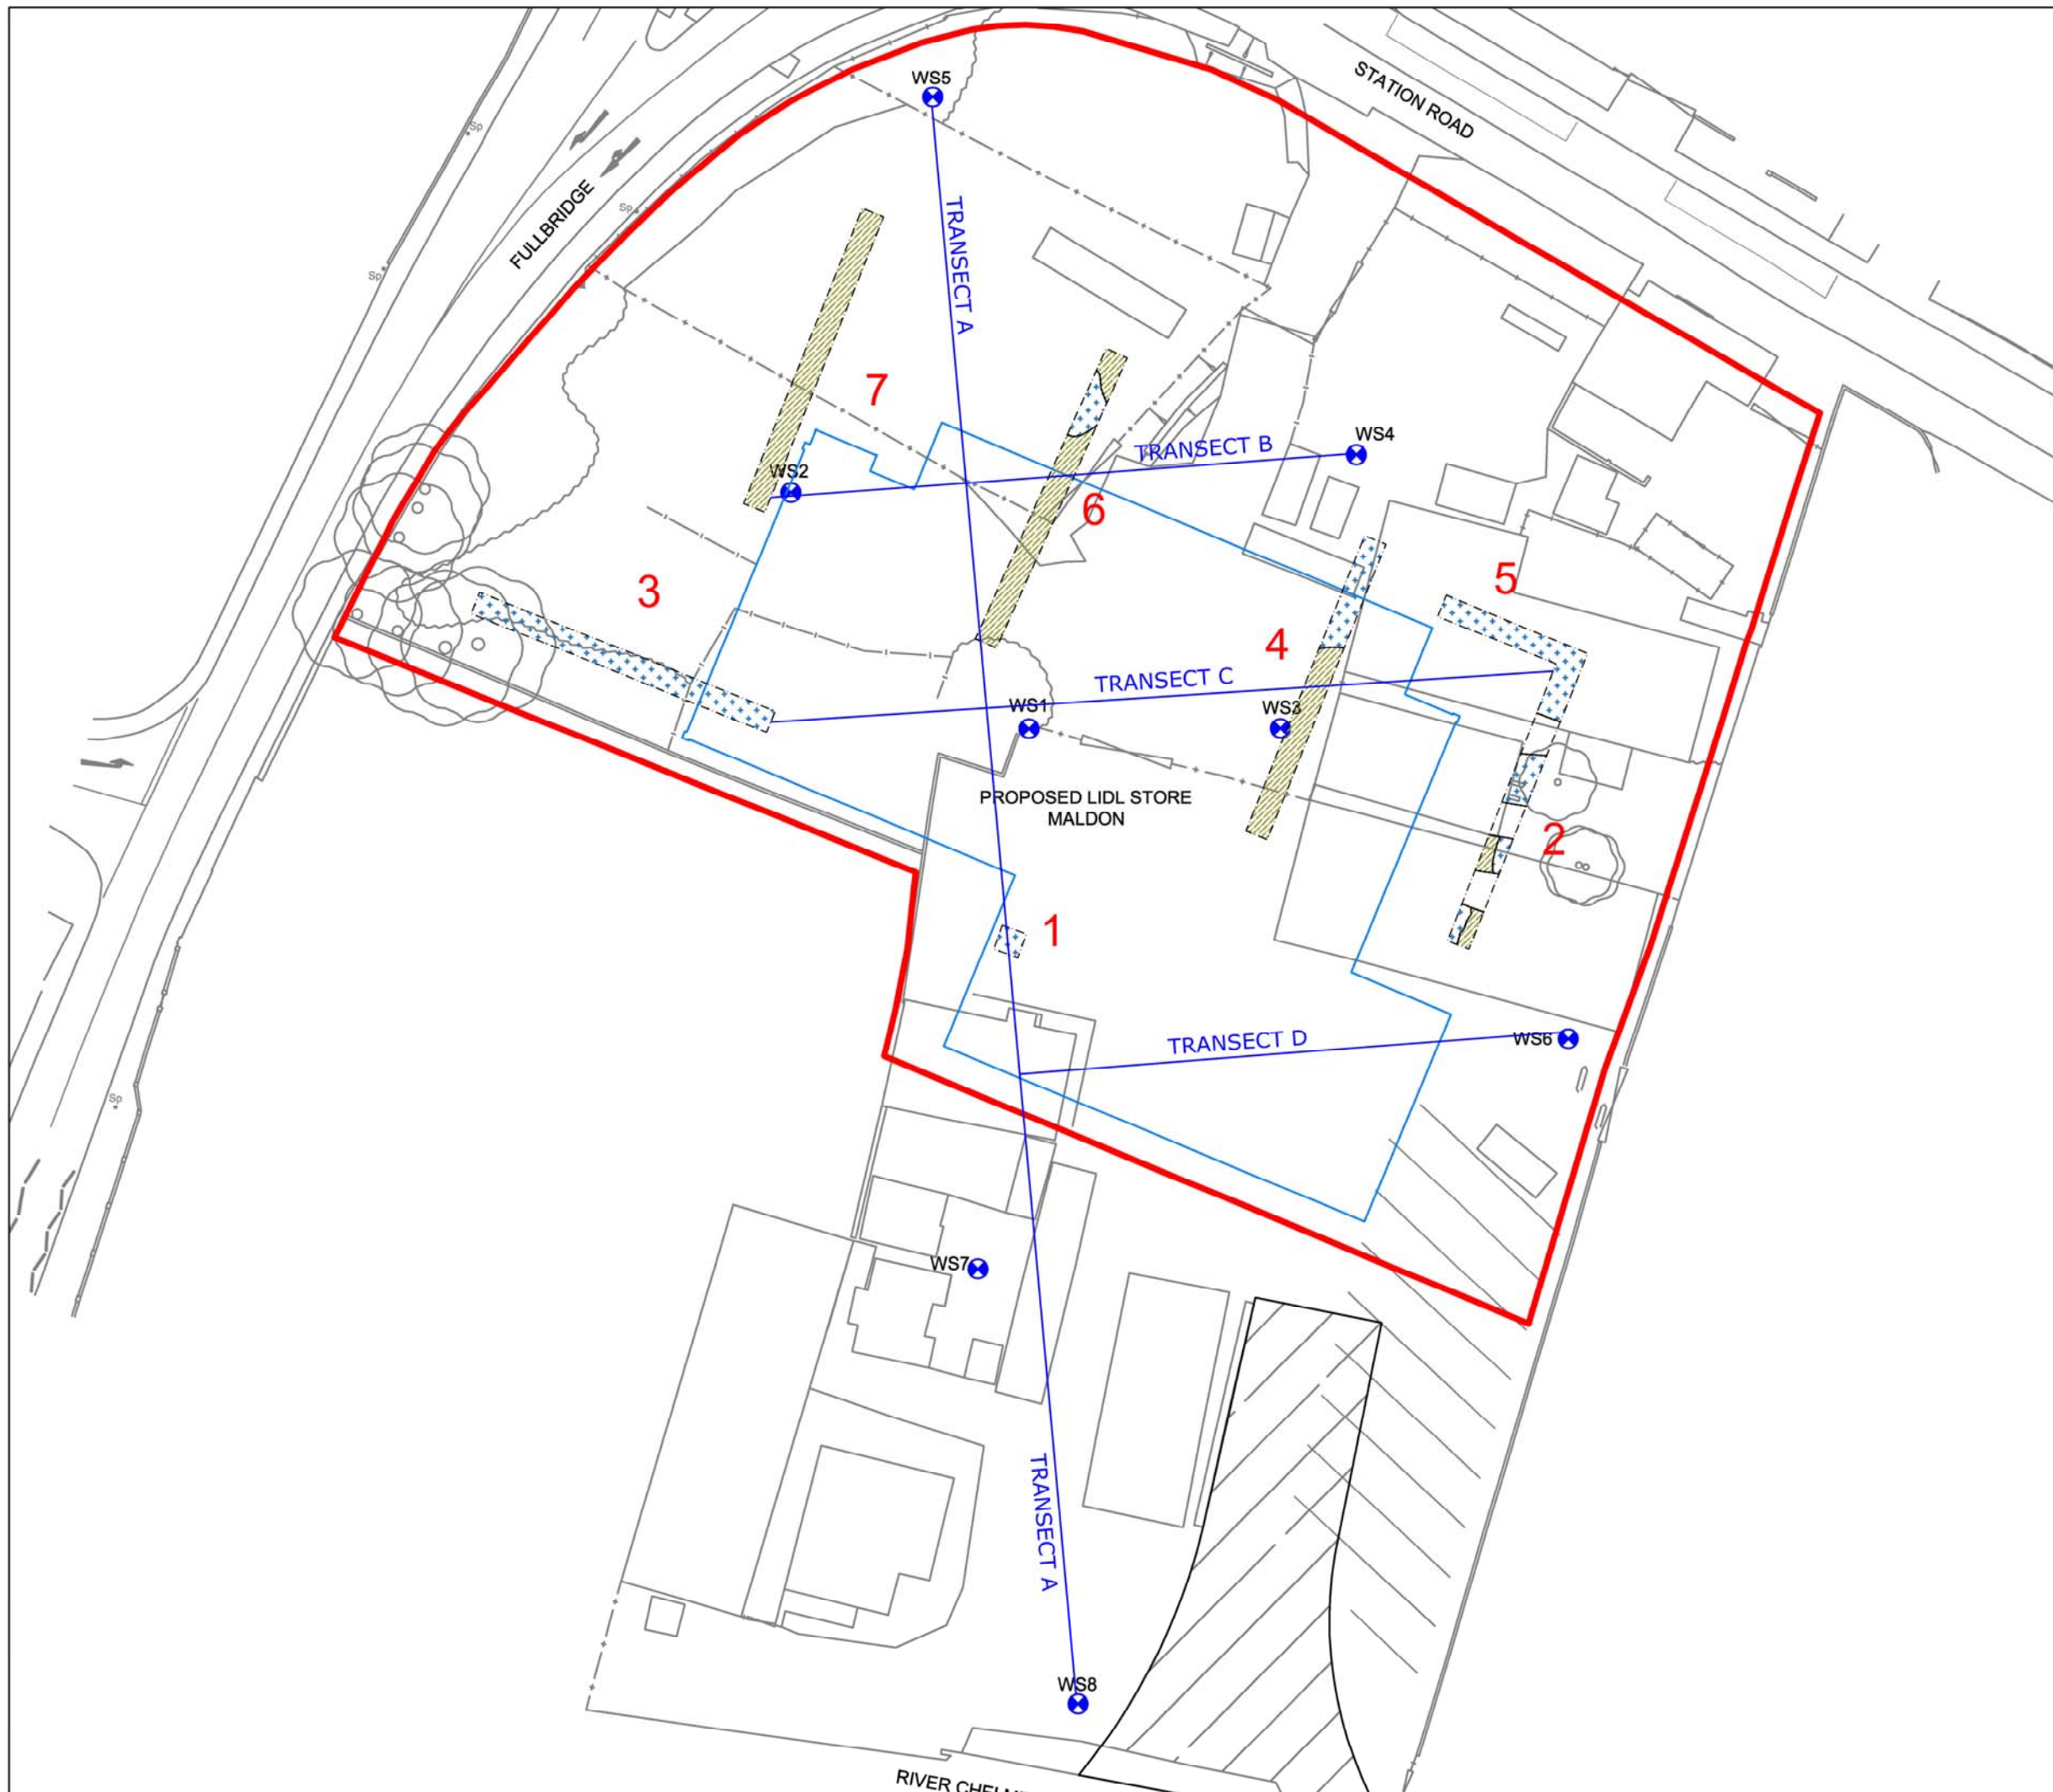 WS5
STATION ROAD
Sp
FULLBRIDGE
Sp
TRANSECT A
Sp
7
WS4
TRANSECT B
WS2
6
5
3
4
TRANSECT C
WS1
WS3
PROPOSED LIDL STORE
MALDON
2
1
WS6
TRANSECT D
Sp
WS7
TRANSECT A
WS8
RIVER